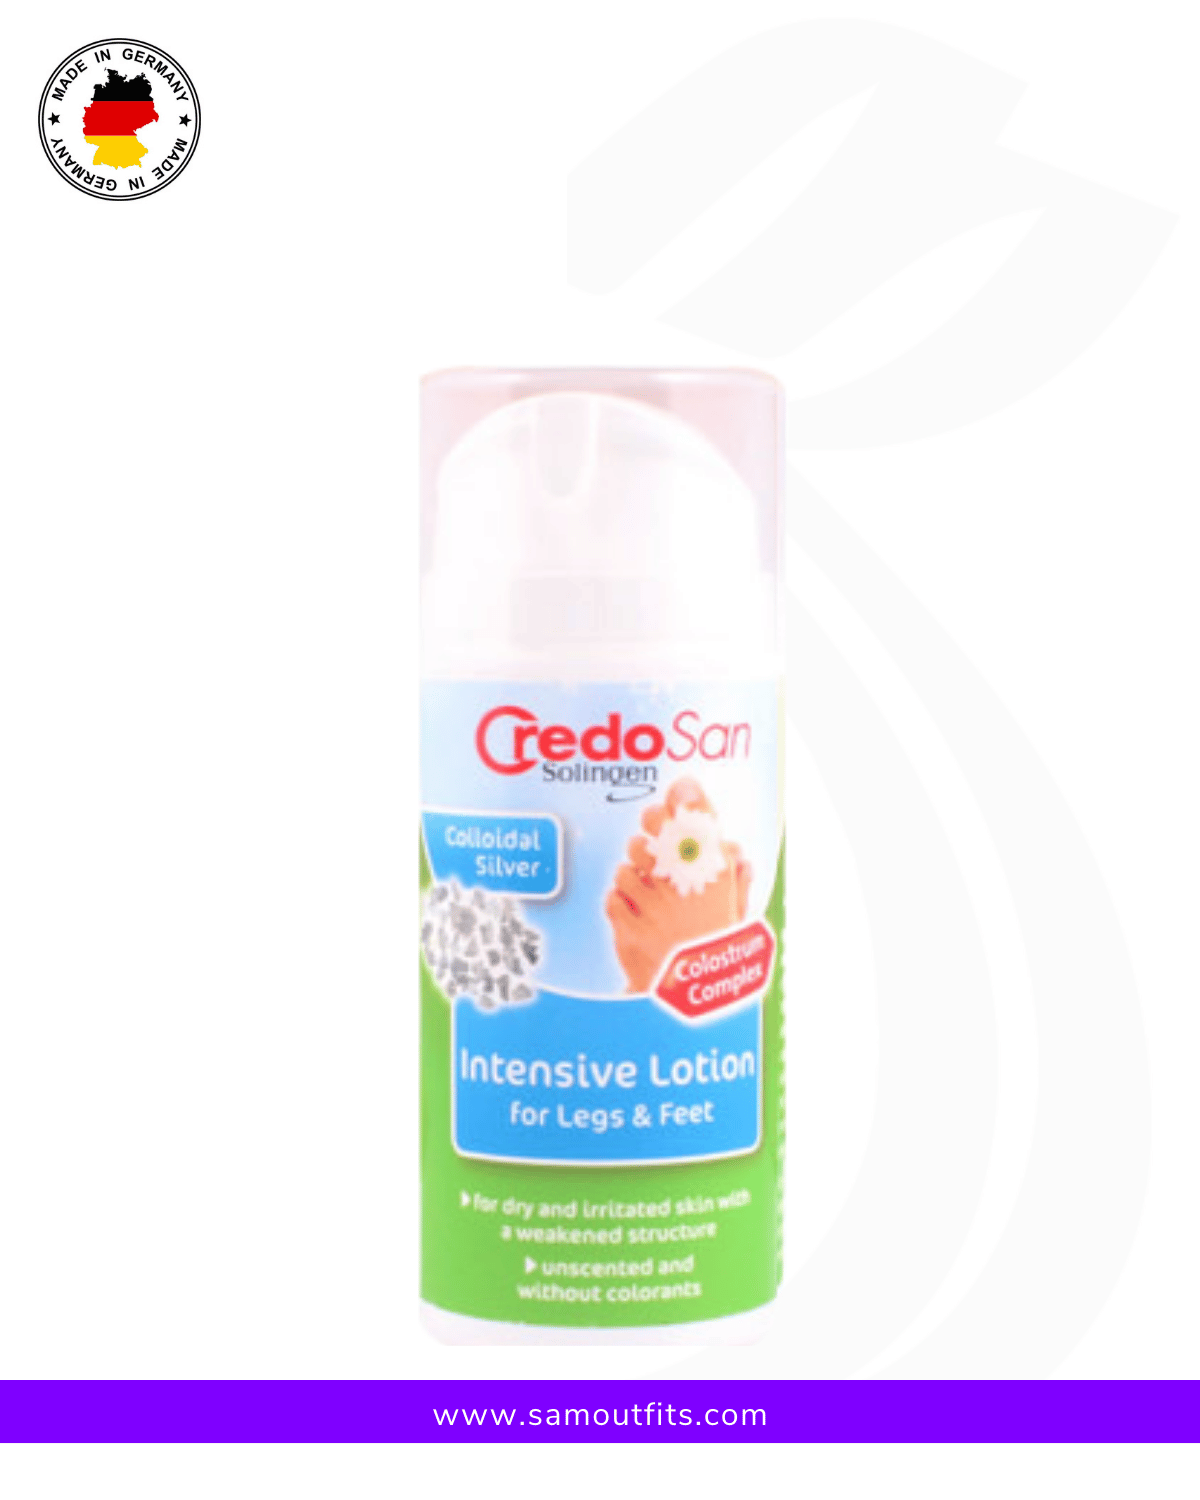 MADE IN GERMANY
MADE IN GERMANY
CredoSan
Solingen
Colloidal
Silver
Colostrum
Complex
Intensive Lotion
for Legs & Feet
for dry and irritated skin with
a weakened structure
unscented and
without colorants
www.samoutfits.com